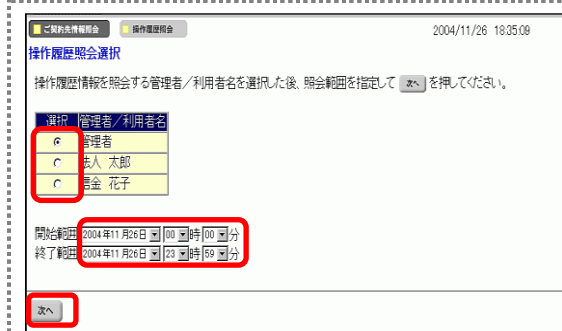 ご契約先情報照会 操作履歴照会 2004/11/26 18:35:09
操作履歴照会選択
操作履歴情報を照会する管理者／利用者名を選択した後、照会範囲を指定して 次へ を押してください。
選択 管理者／利用者名
管理者
法人 太郎
信金 花子
開始範囲 2004年11月26日 00 時 00 分
終了範囲 2004年11月26日 23 時 59 分
次へ